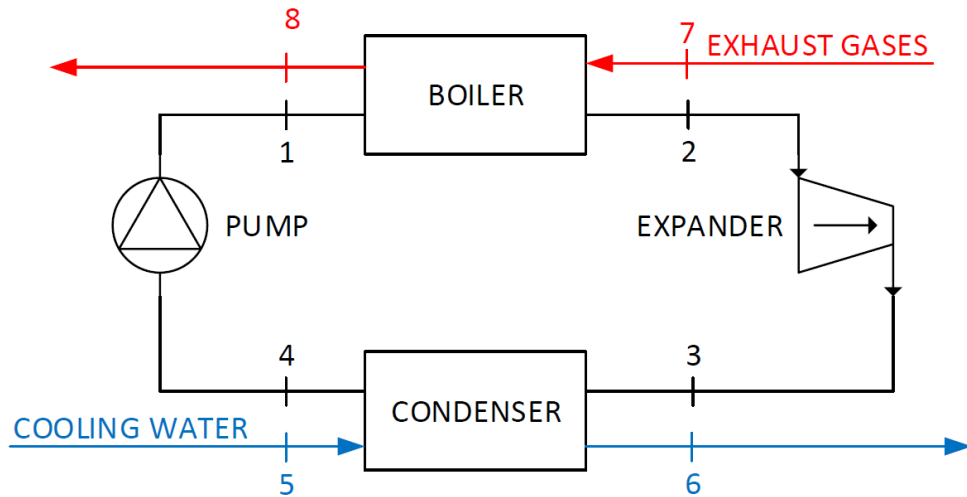 8
7
EXHAUST GASES
BOILER
1
2
PUMP
EXPANDER
4
3
CONDENSER
COOLING WATER
5
6